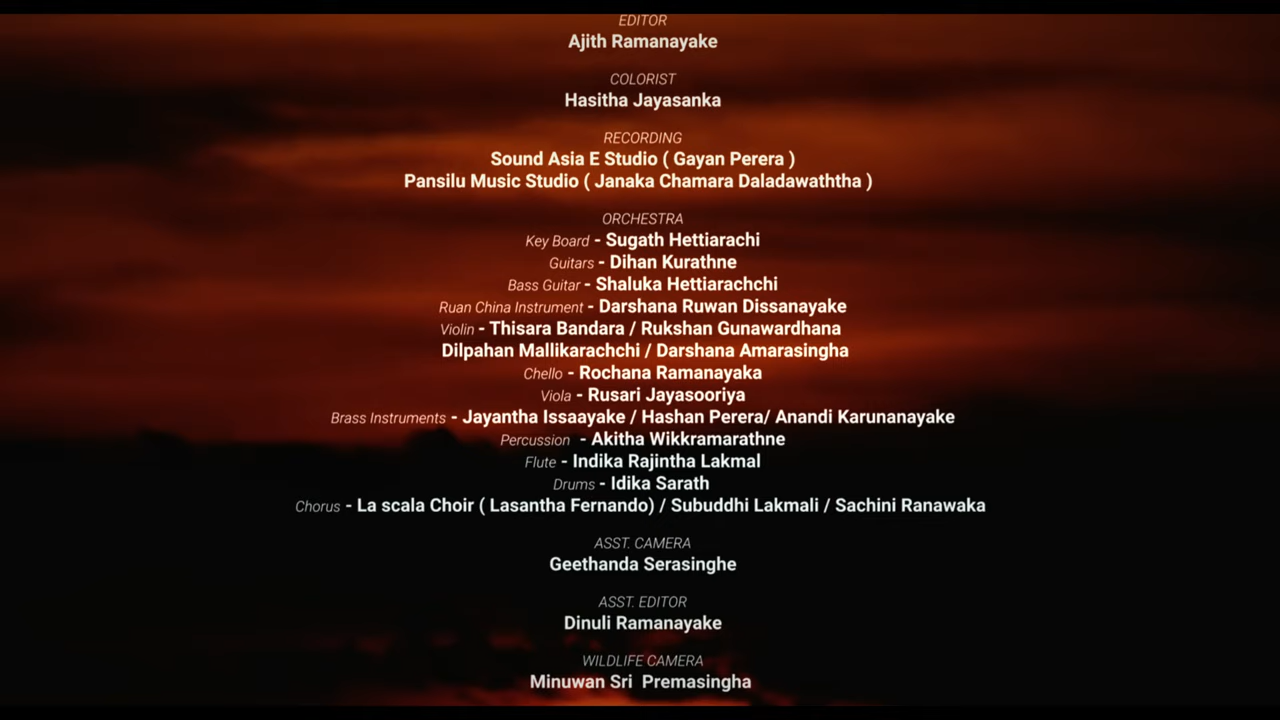 EDITOR
Ajith Ramanayake
COLORIST
Hasitha Jayasanka
RECORDING
Sound Asia E Studio ( Gayan Perera )
Pansilu Music Studio ( Janaka Chamara Daladawaththa )
ORCHESTRA
Key Board - Sugath Hettiarachi
Guitars - Dihan Kurathne
Bass Guitar - Shaluka Hettiarachchi
Ruan China Instrument - Darshana Ruwan Dissanayake
Violin - Thisara Bandara / Rukshan Gunawardhana
Dilpahan Mallikarachchi / Darshana Amarasingha
Chello - Rochana Ramanayaka
Viola - Rusari Jayasooriya
Brass Instruments - Jayantha Issaayake / Hashan Perera/ Anandi Karunanayake
Percussion - Akitha Wikkramarathne
Flute - Indika Rajintha Lakmal
Drums - Idika Sarath
Chorus - La scala Choir ( Lasantha Fernando) / Subuddhi Lakmali / Sachini Ranawaka
ASST. CAMERA
Geethanda Serasinghe
ASST. EDITOR
Dinuli Ramanayake
WILDLIFE CAMERA
Minuwan Sri Premasingha